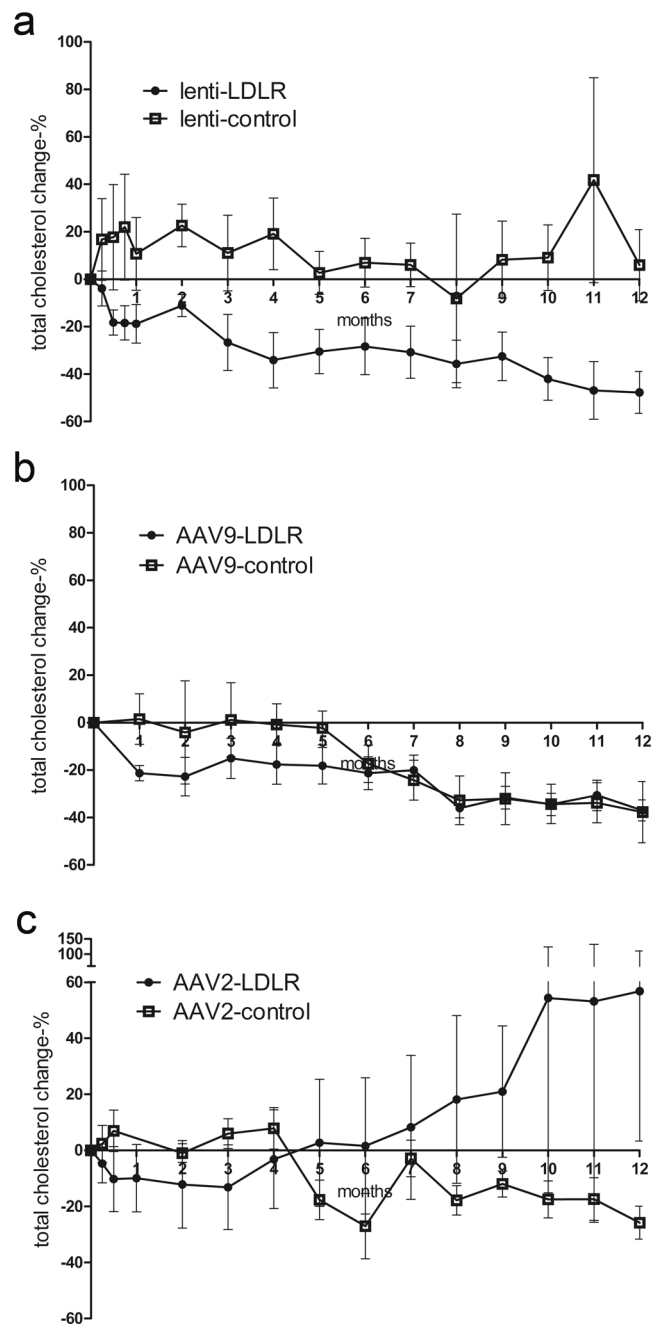 a
100
80
60
40
20
0
-20
-40
-60
total cholesterol change-%
lenti-LDLR
lenti-control
1 2 3 4 5 6 7 8 9 10 11 12
months
b
100
80
60
40
20
0
-20
-40
-60
total cholesterol change-%
AAV9-LDLR
AAV9-control
1 2 3 4 5 6 7 8 9 10 11 12
months
c
150
100
60
40
20
0
-20
-40
-60
total cholesterol change-%
AAV2-LDLR
AAV2-control
1 2 3 4 5 6 7 8 9 10 11 12
months